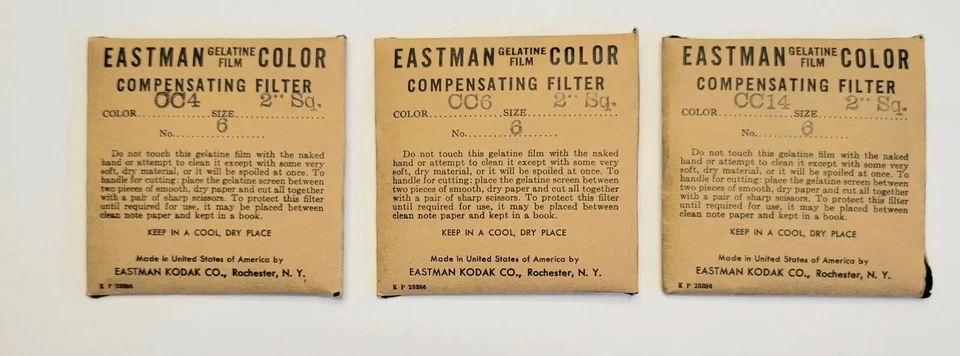 EASTMAN GELATINE FILM COLOR
COMPENSATING FILTER
CC4 2" Sq.
COLOR..............SIZE..................
6
No.....................
Do not touch this gelatine film with the naked
hand or attempt to clean it except with some very
soft, dry material, or it will be spoiled at once. To
handle for cutting: place the gelatine screen between
two pieces of smooth, dry paper and cut all together
with a pair of sharp scissors. To protect this filter
until required for use, it may be placed between
clean note paper and kept in a book.
KEEP IN A COOL, DRY PLACE
Made in United States of America by
EASTMAN KODAK CO., Rochester, N. Y.
K P 23386
EASTMAN GELATINE FILM COLOR
COMPENSATING FILTER
CC6 2" Sq.
COLOR..............SIZE..................
6
No.....................
Do not touch this gelatine film with the naked
hand or attempt to clean it except with some very
soft, dry material, or it will be spoiled at once. To
handle for cutting: place the gelatine screen between
two pieces of smooth, dry paper and cut all together
with a pair of sharp scissors. To protect this filter
until required for use, it may be placed between
clean note paper and kept in a book.
KEEP IN A COOL, DRY PLACE
Made in United States of America by
EASTMAN KODAK CO., Rochester, N. Y.
K P 23386
EASTMAN GELATINE FILM COLOR
COMPENSATING FILTER
CC14 2" Sq.
COLOR..............SIZE..................
6
No.....................
Do not touch this gelatine film with the naked
hand or attempt to clean it except with some very
soft, dry material, or it will be spoiled at once. To
handle for cutting: place the gelatine screen between
two pieces of smooth, dry paper and cut all together
with a pair of sharp scissors. To protect this filter
until required for use, it may be placed between
clean note paper and kept in a book.
KEEP IN A COOL, DRY PLACE
Made in United States of America by
EASTMAN KODAK CO., Rochester, N. Y.
K P 23386